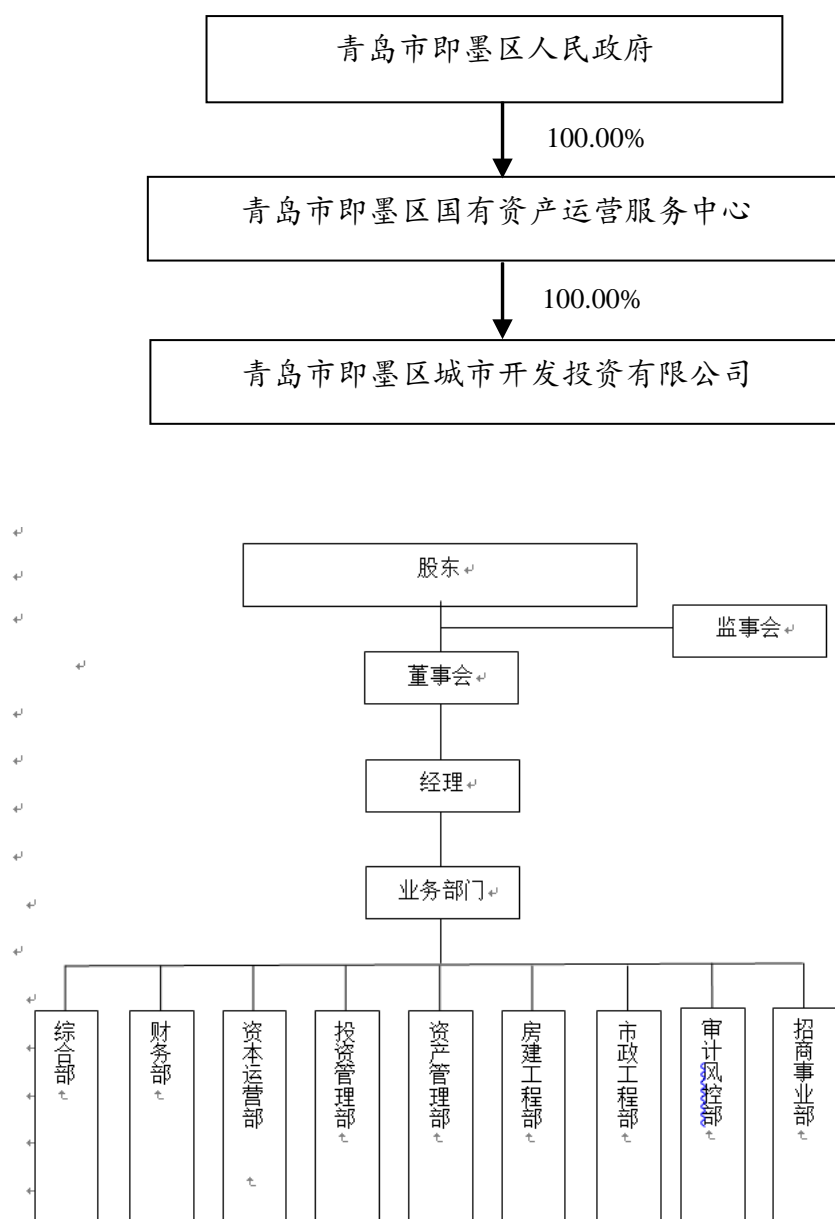 青岛市即墨区人民政府
100.00%
青岛市即墨区国有资产运营服务中心
100.00%
青岛市即墨区城市开发投资有限公司
股东
监事会
董事会
经理
业务部门
综合部
财务部
资本运营部
投资管理部
资产管理部
房建工程部
市政工程部
审计风控部
招商事业部